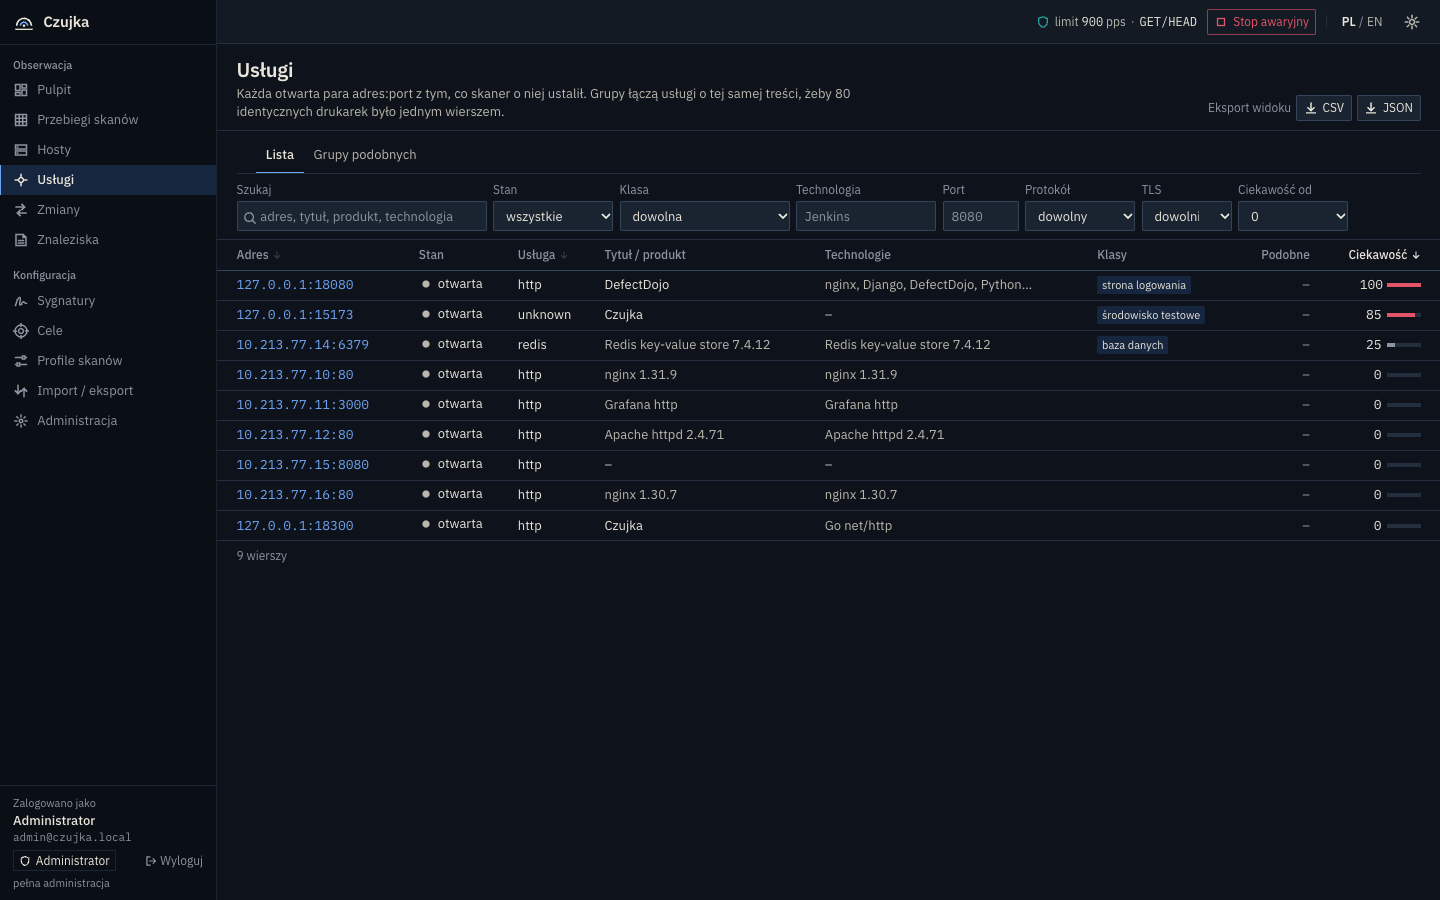 Czujka
limit 900 pps · GET/HEAD
Stop awaryjny
PL / EN
Obserwacja
Pulpit
Przebiegi skanów
Hosty
Usługi
Zmiany
Znaleziska
Konfiguracja
Sygnatury
Cele
Profile skanów
Import / eksport
Administracja
Zalogowano jako
Administrator
admin@czujka.local
Administrator
Wyloguj
pełna administracja
Usługi
Każda otwarta para adres:port z tym, co skaner o niej ustalił. Grupy łączą usługi o tej samej treści, żeby 80
identycznych drukarek było jednym wierszem.
Eksport widoku CSV JSON
Lista Grupy podobnych
Szukaj Stan Klasa Technologia Port Protokół TLS Ciekawość od
adres, tytuł, produkt, technologia wszystkie dowolna Jenkins 8080 dowolny dowolni 0
Adres ↓ Stan Usługa ↓ Tytuł / produkt Technologie Klasy Podobne Ciekawość ↓
127.0.0.1:18080 otwarta http DefectDojo nginx, Django, DefectDojo, Python… strona logowania – 100
127.0.0.1:15173 otwarta unknown Czujka – środowisko testowe – 85
10.213.77.14:6379 otwarta redis Redis key-value store 7.4.12 Redis key-value store 7.4.12 baza danych – 25
10.213.77.10:80 otwarta http nginx 1.31.9 nginx 1.31.9 – 0
10.213.77.11:3000 otwarta http Grafana http Grafana http – 0
10.213.77.12:80 otwarta http Apache httpd 2.4.71 Apache httpd 2.4.71 – 0
10.213.77.15:8080 otwarta http – – – 0
10.213.77.16:80 otwarta http nginx 1.30.7 nginx 1.30.7 – 0
127.0.0.1:18300 otwarta http Czujka Go net/http – 0
9 wierszy